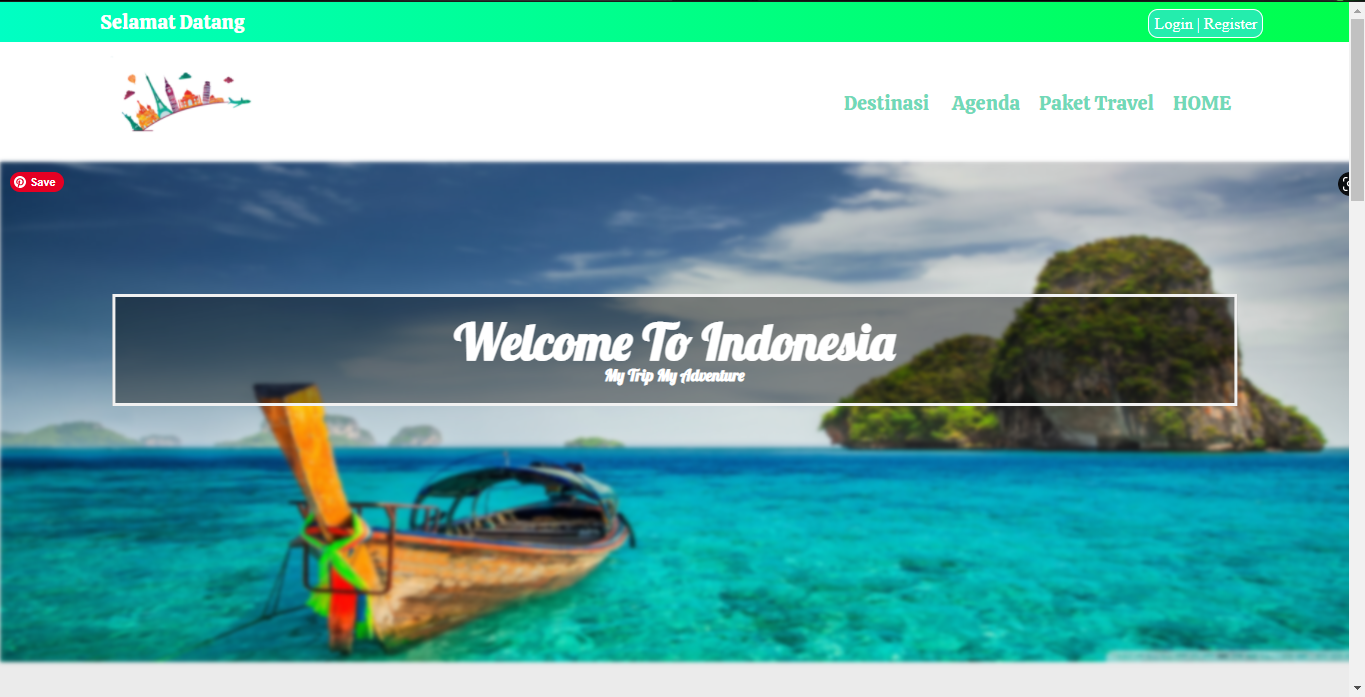 Selamat Datang
Login | Register
Destinasi Agenda Paket Travel HOME
Save
Welcome To Indonesia
My Trip My Adventure